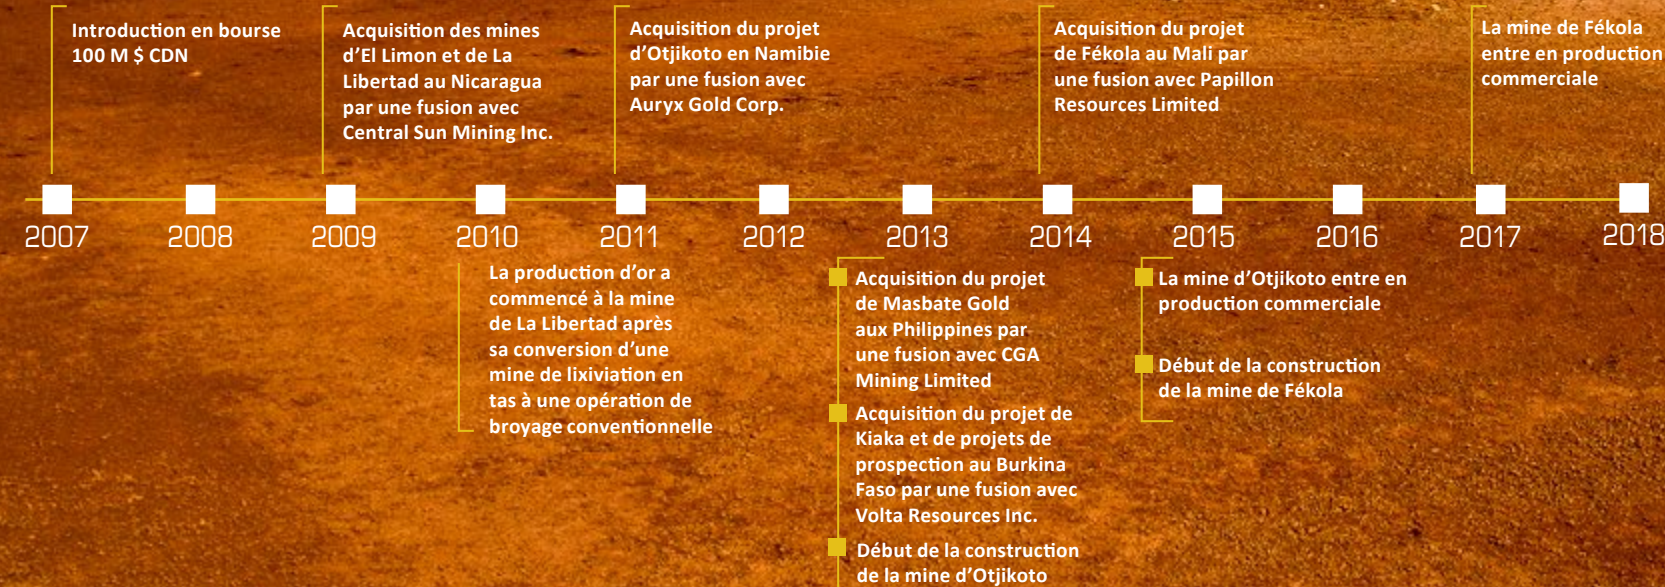 Introduction en bourse
100 M $ CDN
Acquisition des mines
d’El Limon et de La
Libertad au Nicaragua
par une fusion avec
Central Sun Mining Inc.
Acquisition du projet
d’Otjikoto en Namibie
par une fusion avec
Auryx Gold Corp.
Acquisition du projet
de Fékola au Mali par
une fusion avec Papillon
Resources Limited
La mine de Fékola
entre en production
commerciale
2007 2008 2009 2010 2011 2012 2013 2014 2015 2016 2017 2018
La production d’or a
commencé à la mine
de La Libertad après
sa conversion d’une
mine de lixiviation en
tas à une opération de
broyage conventionnelle
Acquisition du projet
de Masbate Gold
aux Philippines par
une fusion avec CGA
Mining Limited
Acquisition du projet de
Kiaka et de projets de
prospection au Burkina
Faso par une fusion avec
Volta Resources Inc.
Début de la construction
de la mine d’Otjikoto
La mine d’Otjikoto entre en
production commerciale
Début de la construction
de la mine de Fékola